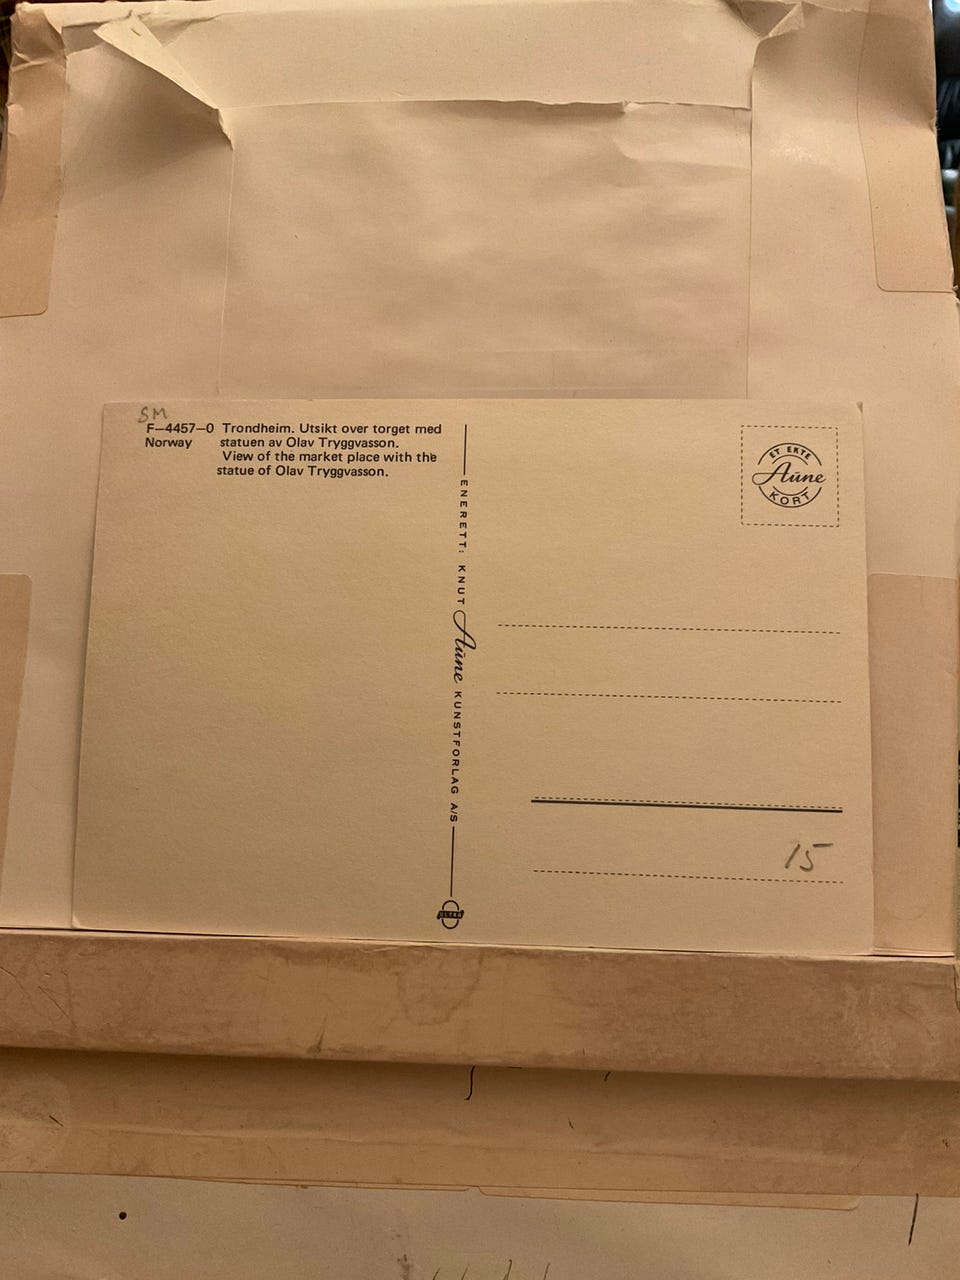 SM
F—4457—0 Trondheim. Utsikt over torget med
Norway statuen av Olav Tryggvasson.
View of the market place with the
statue of Olav Tryggvasson.
ENERETT: KNUT Aune KUNSTFORLAG A/S
ULTRA
ET EKTE
Aune
KORT
15